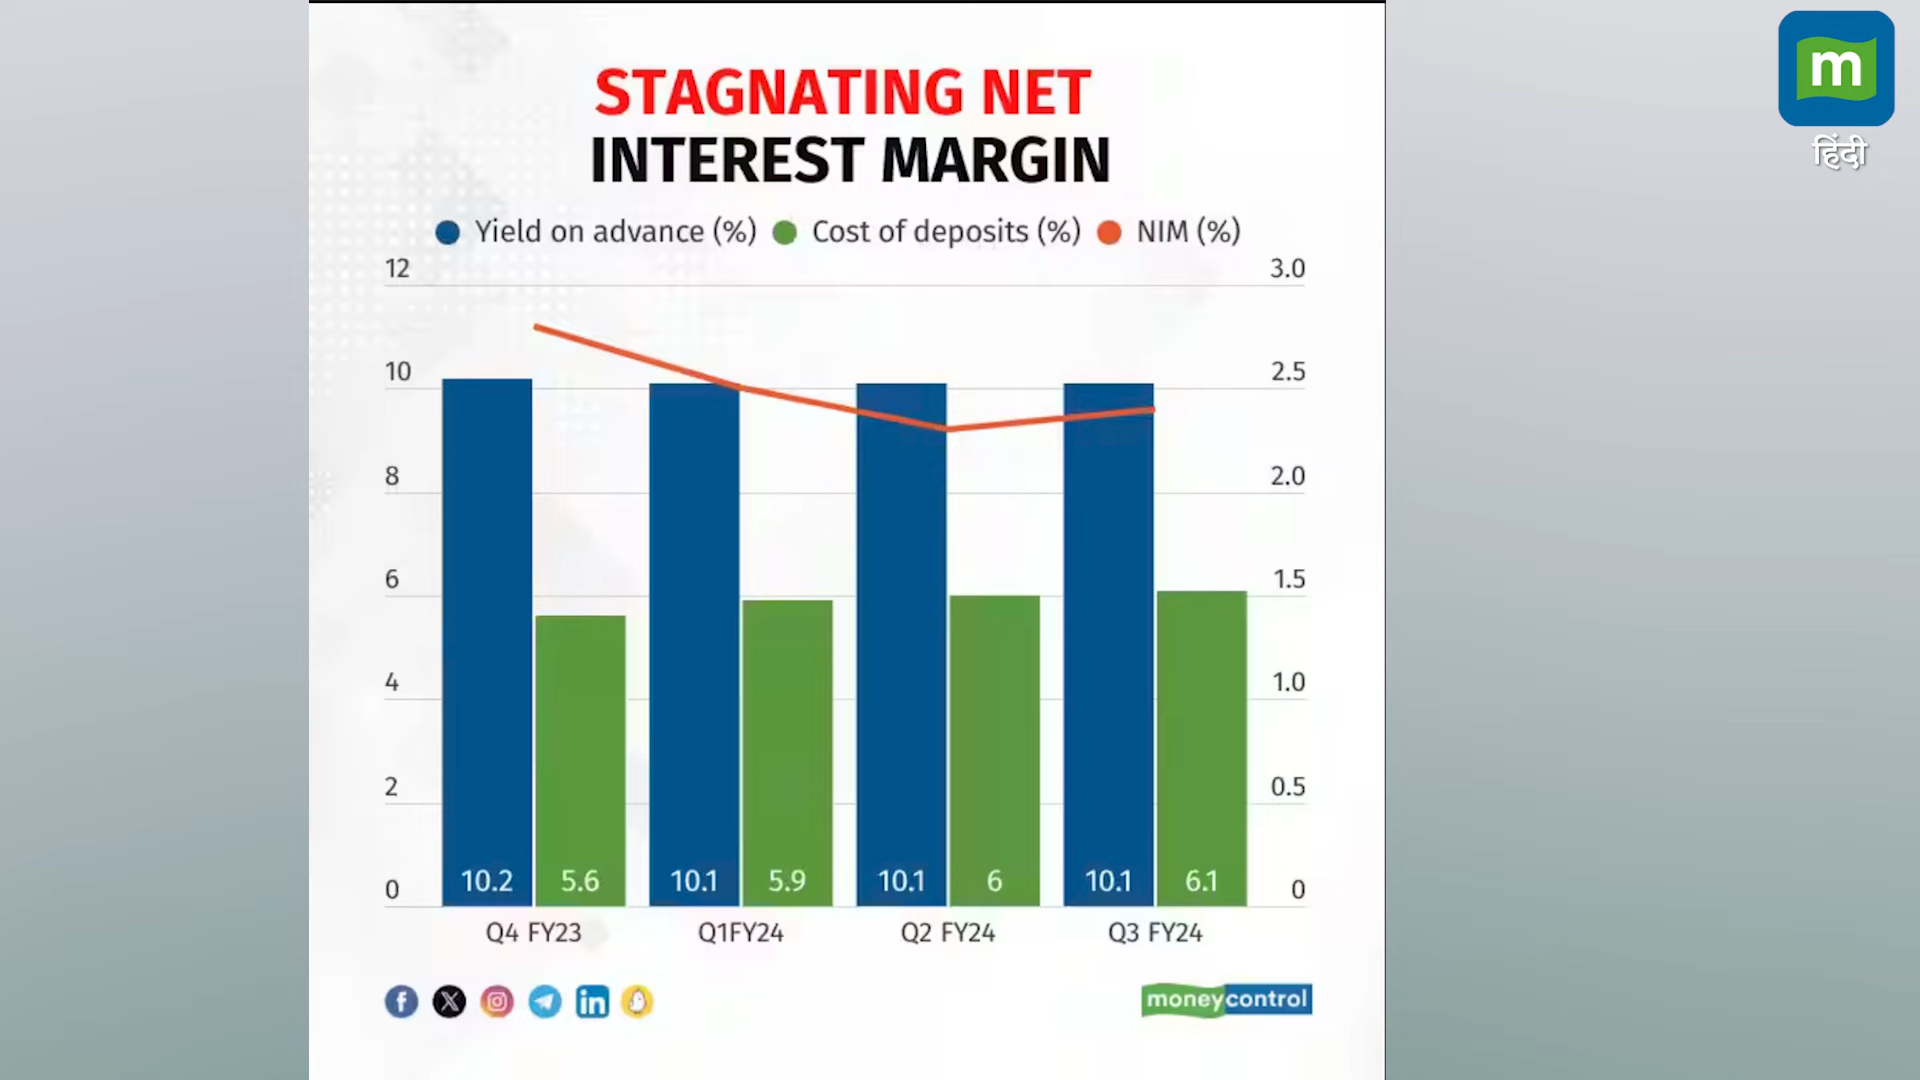 m
हिंदी
STAGNATING NET
INTEREST MARGIN
Yield on advance (%) Cost of deposits (%) NIM (%)
12 3.0
10 2.5
8 2.0
6 1.5
4 1.0
2 0.5
0 0
10.2 5.6 10.1 5.9 10.1 6 10.1 6.1
Q4 FY23 Q1FY24 Q2 FY24 Q3 FY24
f X in moneycontrol